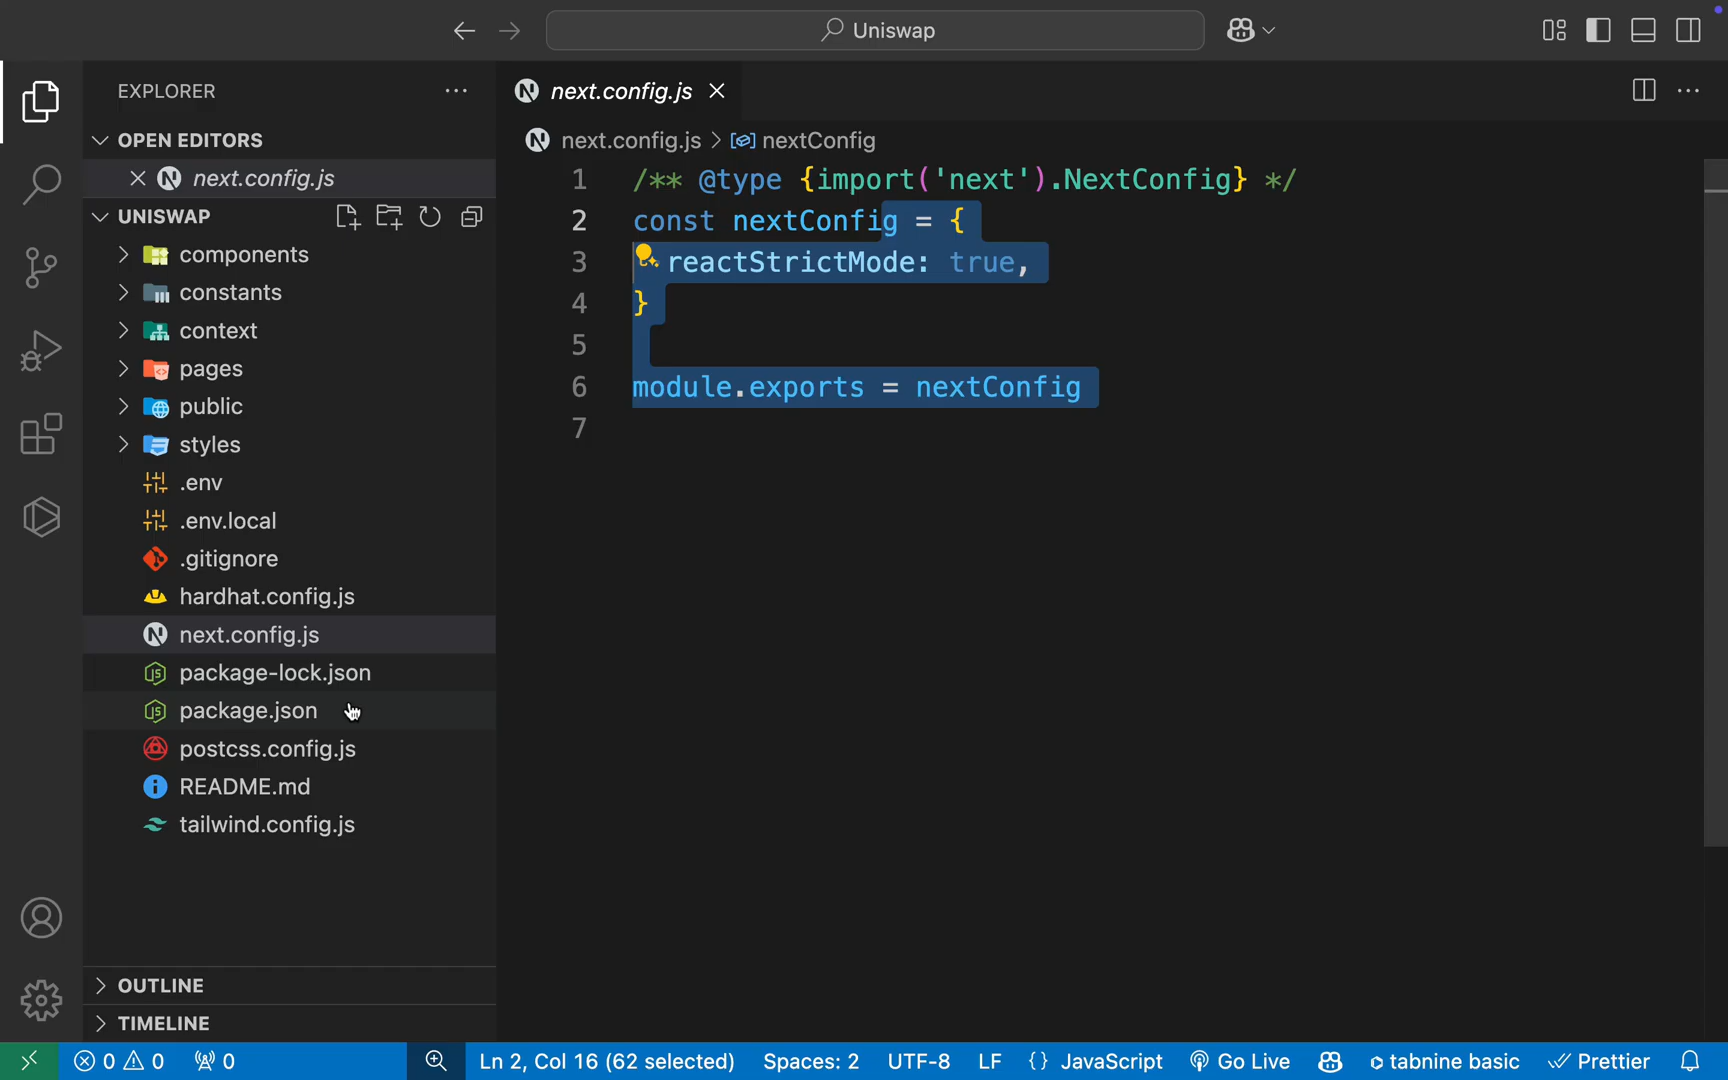 Uniswap
EXPLORER
OPEN EDITORS
next.config.js
UNISWAP
components
constants
context
pages
public
styles
.env
.env.local
.gitignore
hardhat.config.js
next.config.js
package-lock.json
package.json
postcss.config.js
README.md
tailwind.config.js
OUTLINE
TIMELINE
next.config.js
next.config.js > nextConfig
1 /** @type {import('next').NextConfig} */
2 const nextConfig = {
3 reactStrictMode: true,
4 }
5
6 module.exports = nextConfig
7
0 0 0 Ln 2, Col 16 (62 selected) Spaces: 2 UTF-8 LF {} JavaScript Go Live tabnine basic Prettier